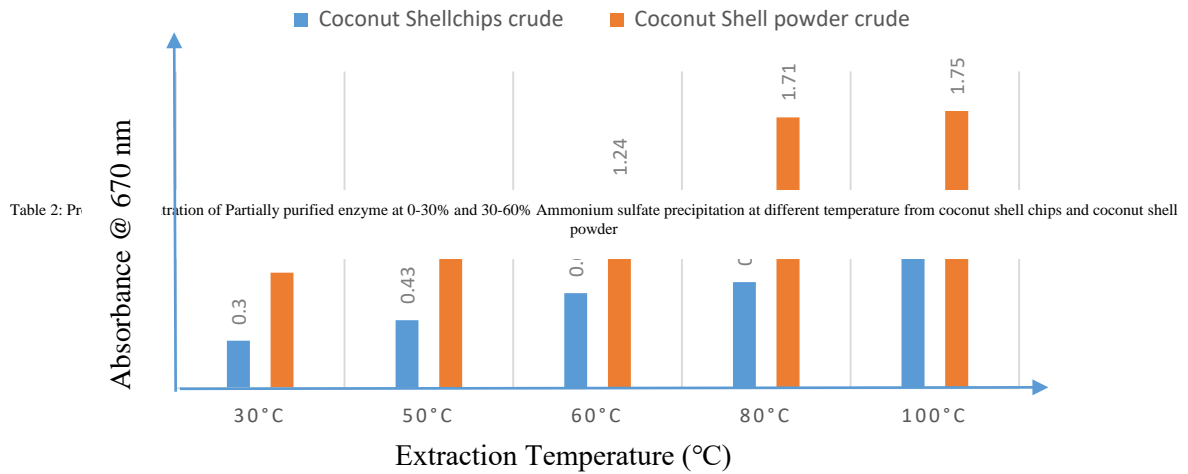 Coconut Shellchips crude Coconut Shell powder crude
1.71
1.75
1.24
Table 2: tration of Partially purified enzyme at 0-30% and 30-60% Ammonium sulfate precipitation at different temperature from coconut shell chips and coconut shell
powder
0.3
0.43
Absorbance @ 670 nm
30°C 50°C 60°C 80°C 100°C
Extraction Temperature (°C)